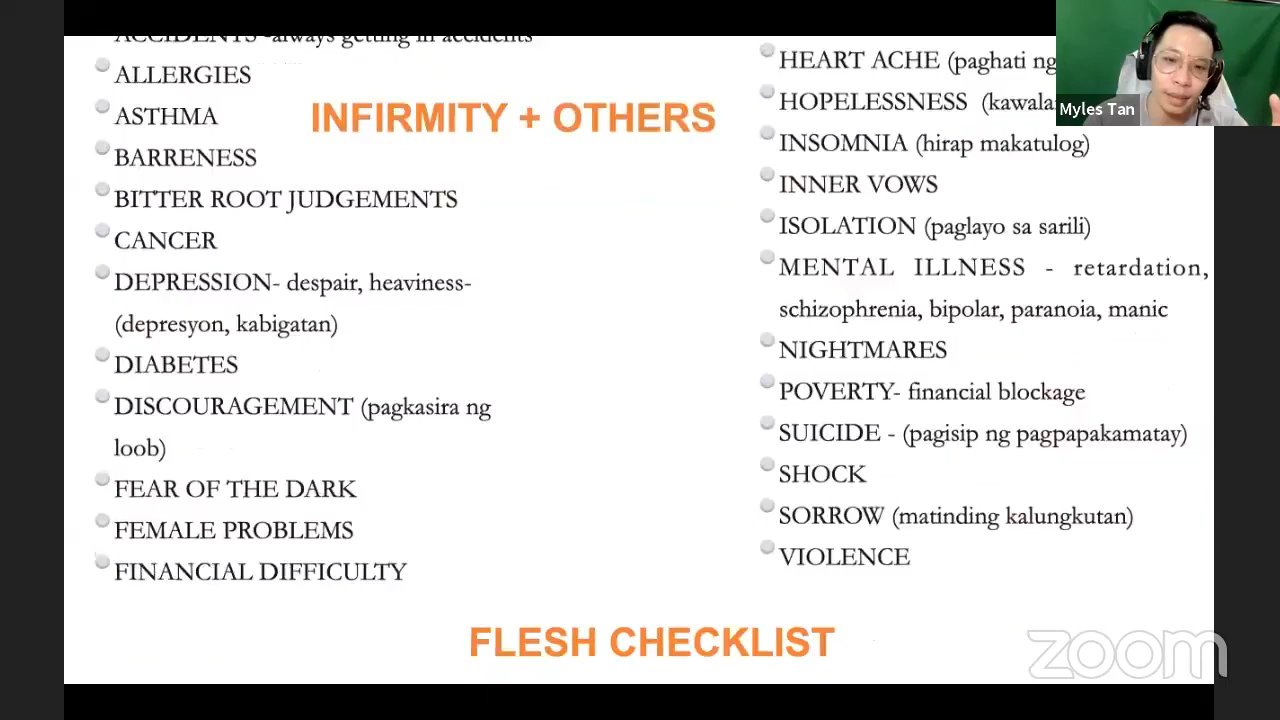 ACCIDENTS -always getting in accidents
ALLERGIES
ASTHMA
BARRENESS
BITTER ROOT JUDGEMENTS
CANCER
DEPRESSION- despair, heaviness-
(depresyon, kabigatan)
DIABETES
DISCOURAGEMENT (pagkasira ng
loob)
FEAR OF THE DARK
FEMALE PROBLEMS
FINANCIAL DIFFICULTY
INFIRMITY + OTHERS
HEART ACHE (paghati ng
HOPELESSNESS
INSOMNIA (hirap makatulog)
INNER VOWS
ISOLATION (paglayo sa sarili)
MENTAL ILLNESS - retardation,
schizophrenia, bipolar, paranoia, manic
NIGHTMARES
POVERTY- financial blockage
SUICIDE - (pagisip ng pagpapakamatay)
SHOCK
SORROW (matinding kalungkutan)
VIOLENCE
FLESH CHECKLIST
Myles Tan
zoom